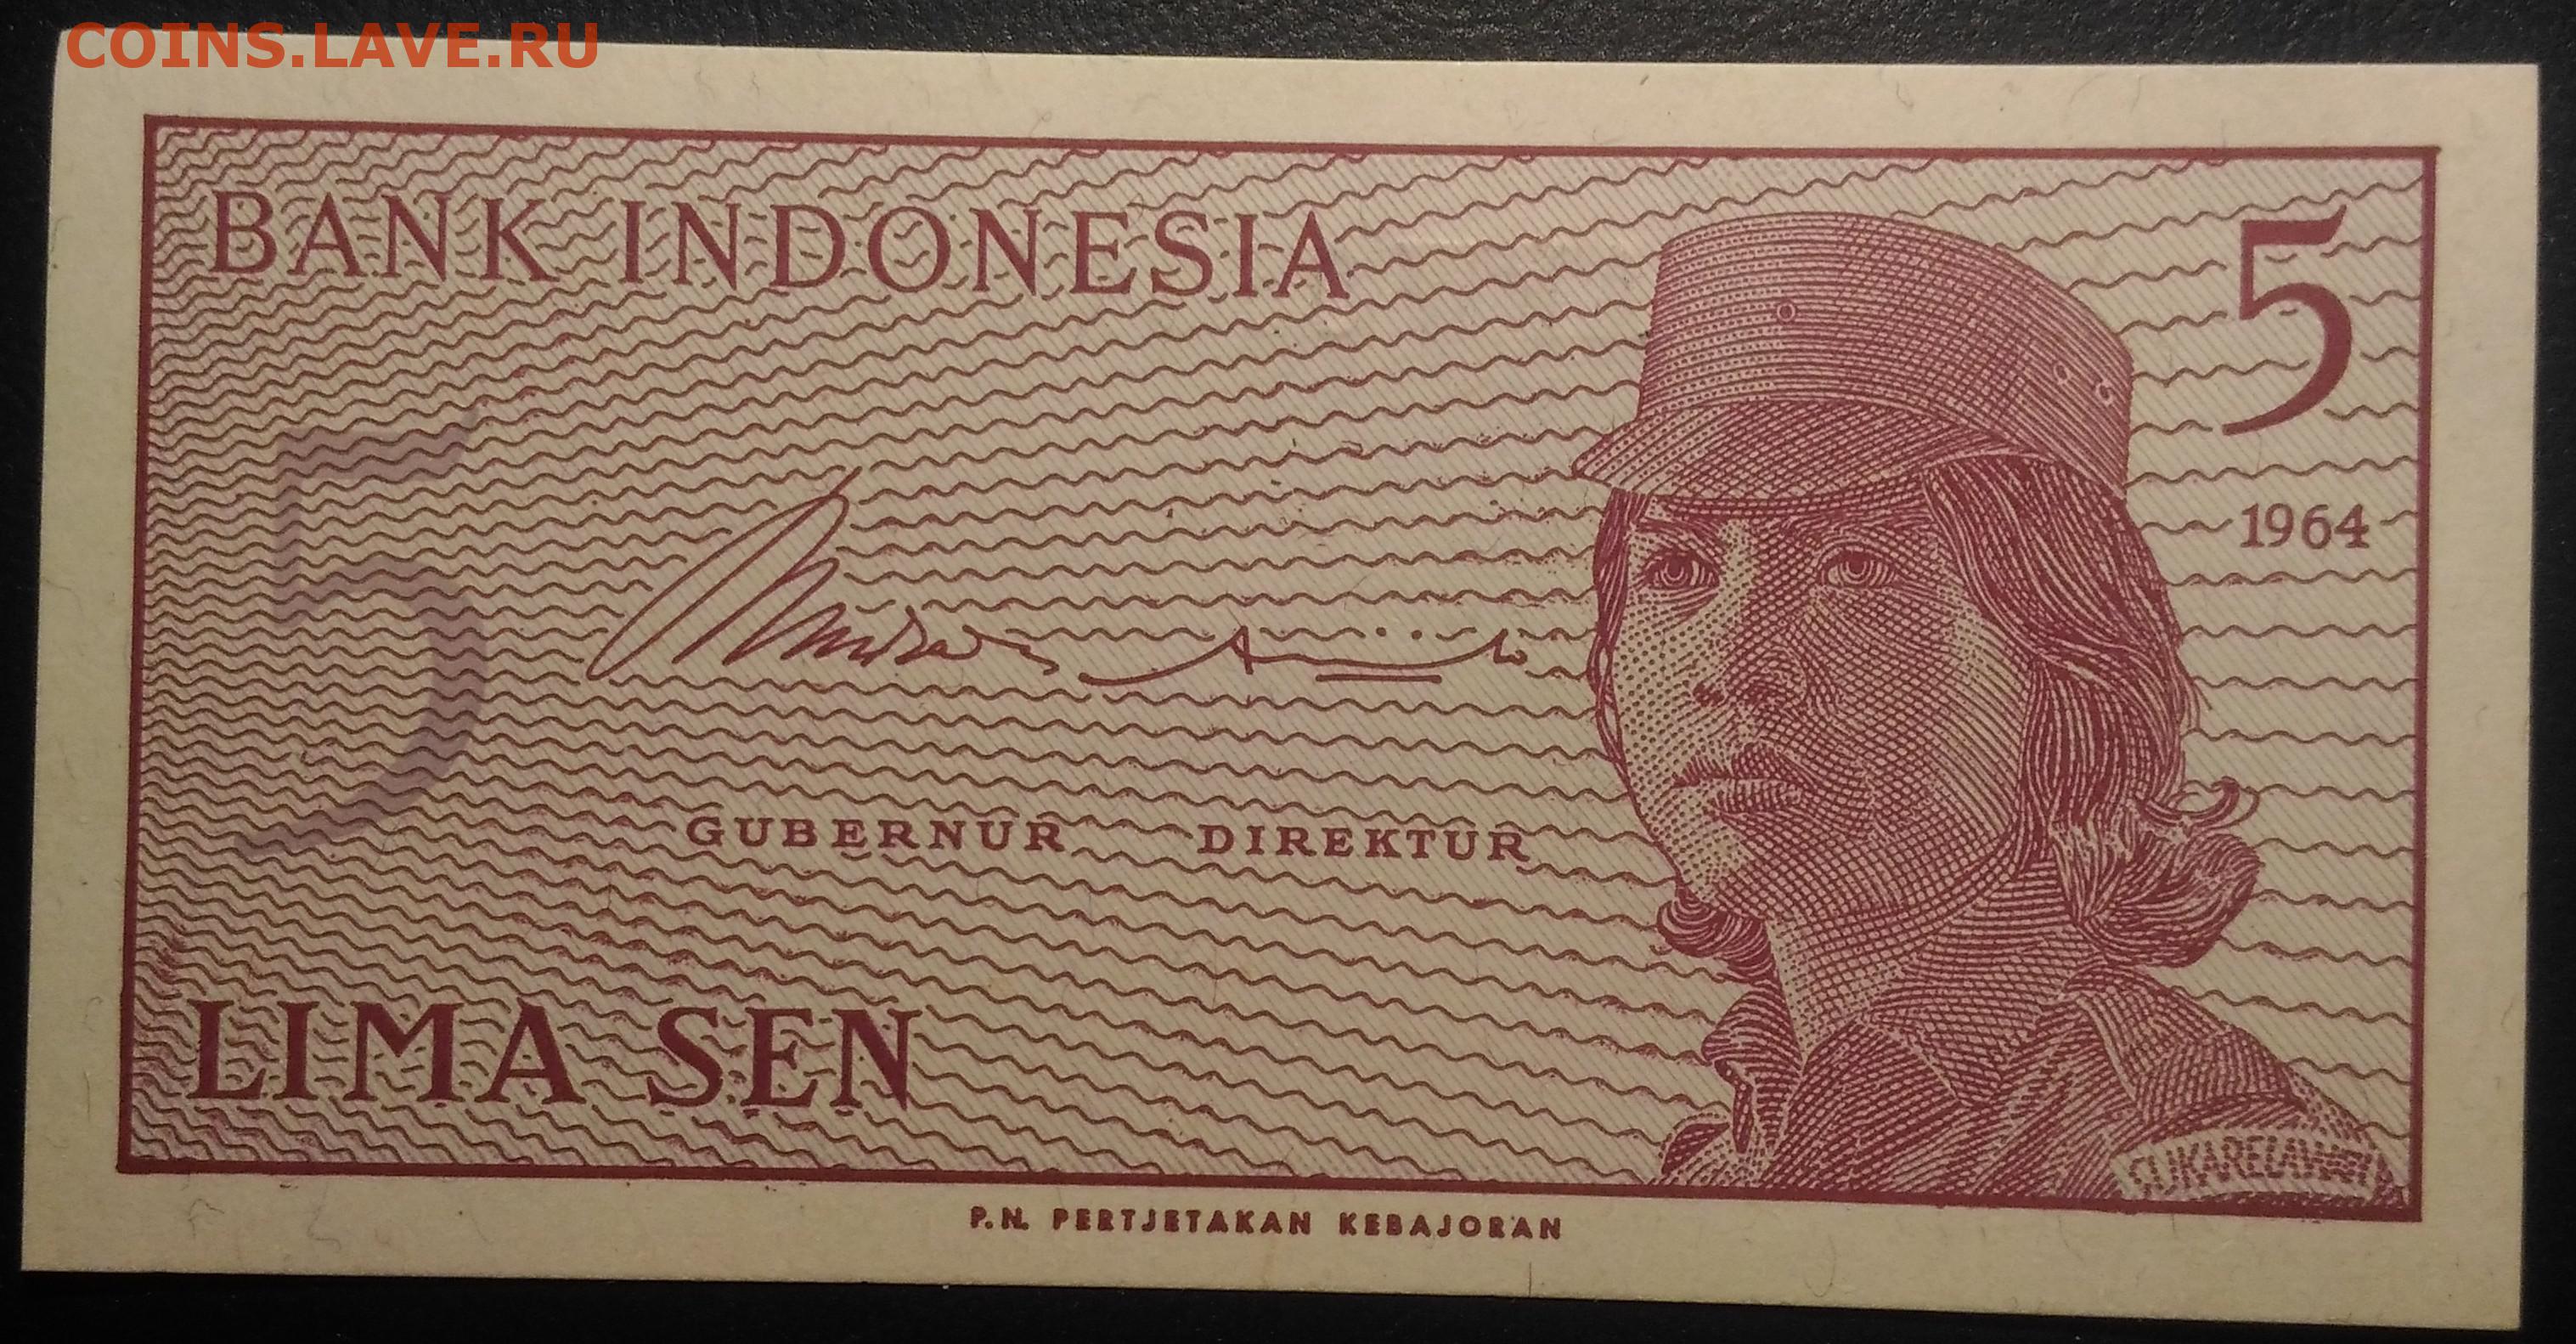 COINS.LAVE.RU
BANK INDONESIA
5
1964
5
GUBERNUR DIREKTUR
LIMA SEN
SUKARELAWATI
P.N. PERTJETAKAN KEBAJORAN